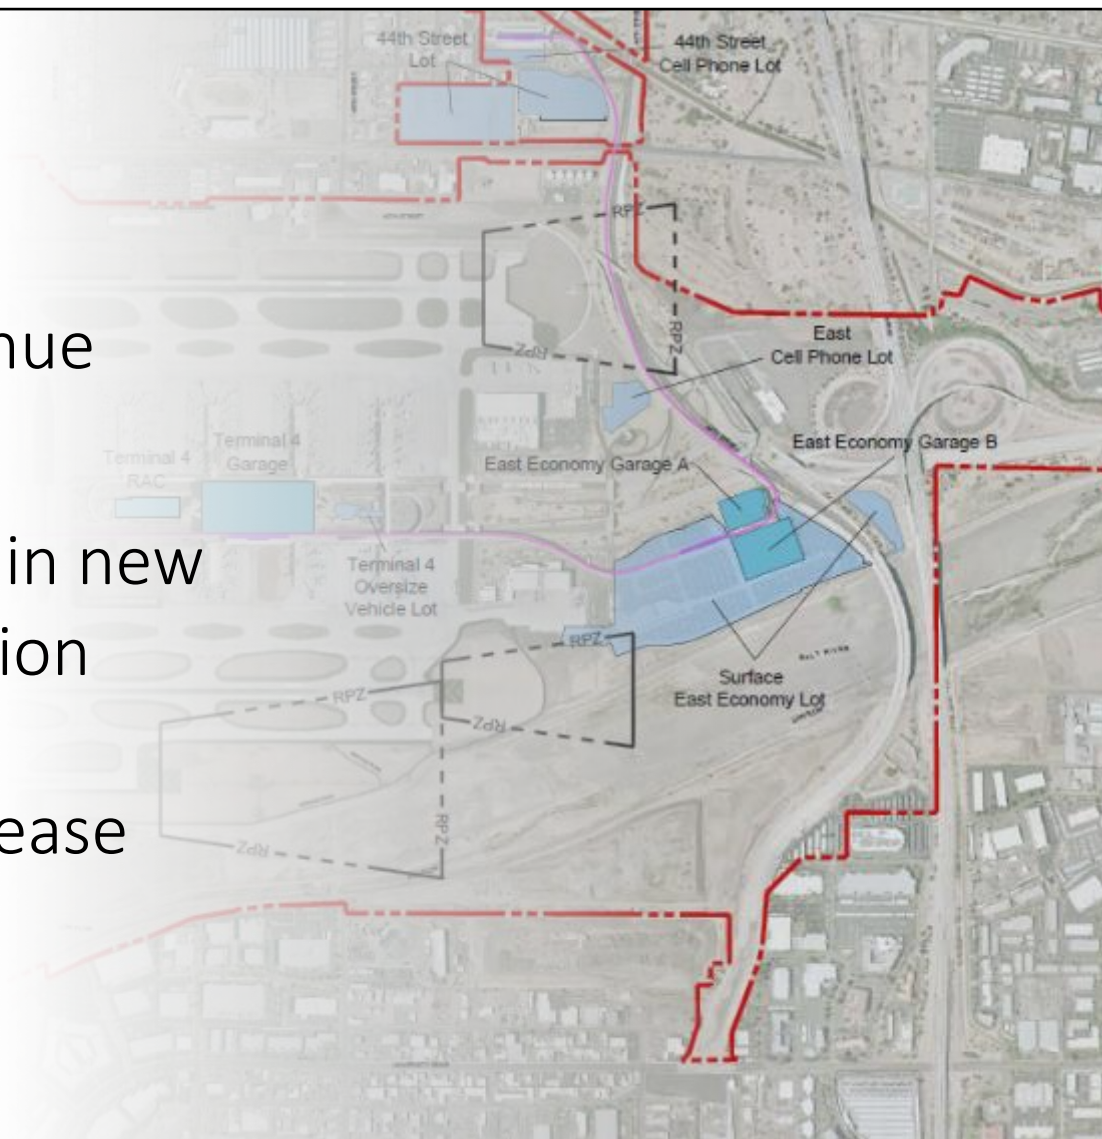 44th Street
Lot
44th Street
Cell Phone Lot
RPZ
RPZ
RPZ
nue
East
Cell Phone Lot
East Economy Garage B
East Economy Garage A
Terminal 4
Garage
Terminal 4
RAC
in new
Terminal 4
Oversize
Vehicle Lot
RPZ
ion
SALT RIVER
Surface
East Economy Lot
RPZ
RPZ
ease
RPZ
RPZ